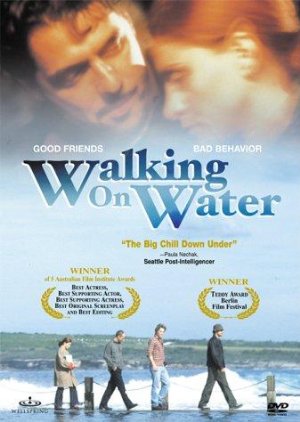 GOOD FRIENDS BAD BEHAVIOR
Walking
On
Water
"The Big Chill Down Under"
—Paula Nechak,
Seattle Post-Intelligencer
WINNER
of 5 Australian Film Institute Awards
BEST ACTRESS,
BEST SUPPORTING ACTOR,
BEST SUPPORTING ACTRESS,
BEST ORIGINAL SCREENPLAY
AND BEST EDITING
WINNER
TEDDY AWARD
Berlin
Film Festival
WELLSPRING
DVD
VIDEO